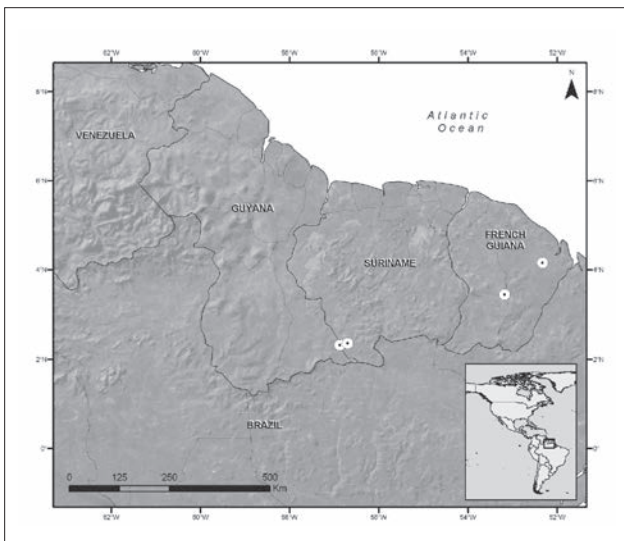 62°W 60°W 58°W 56°W 54°W 52°W
N
8°N 8°N
Atlantic
Ocean
VENEZUELA
6°N 6°N
GUYANA
FRENCH
GUIANA
SURINAME
4°N 4°N
2°N 2°N
BRAZIL
0° 0°
0 125 250 500
Km
62°W 60°W 58°W 56°W 54°W 52°W